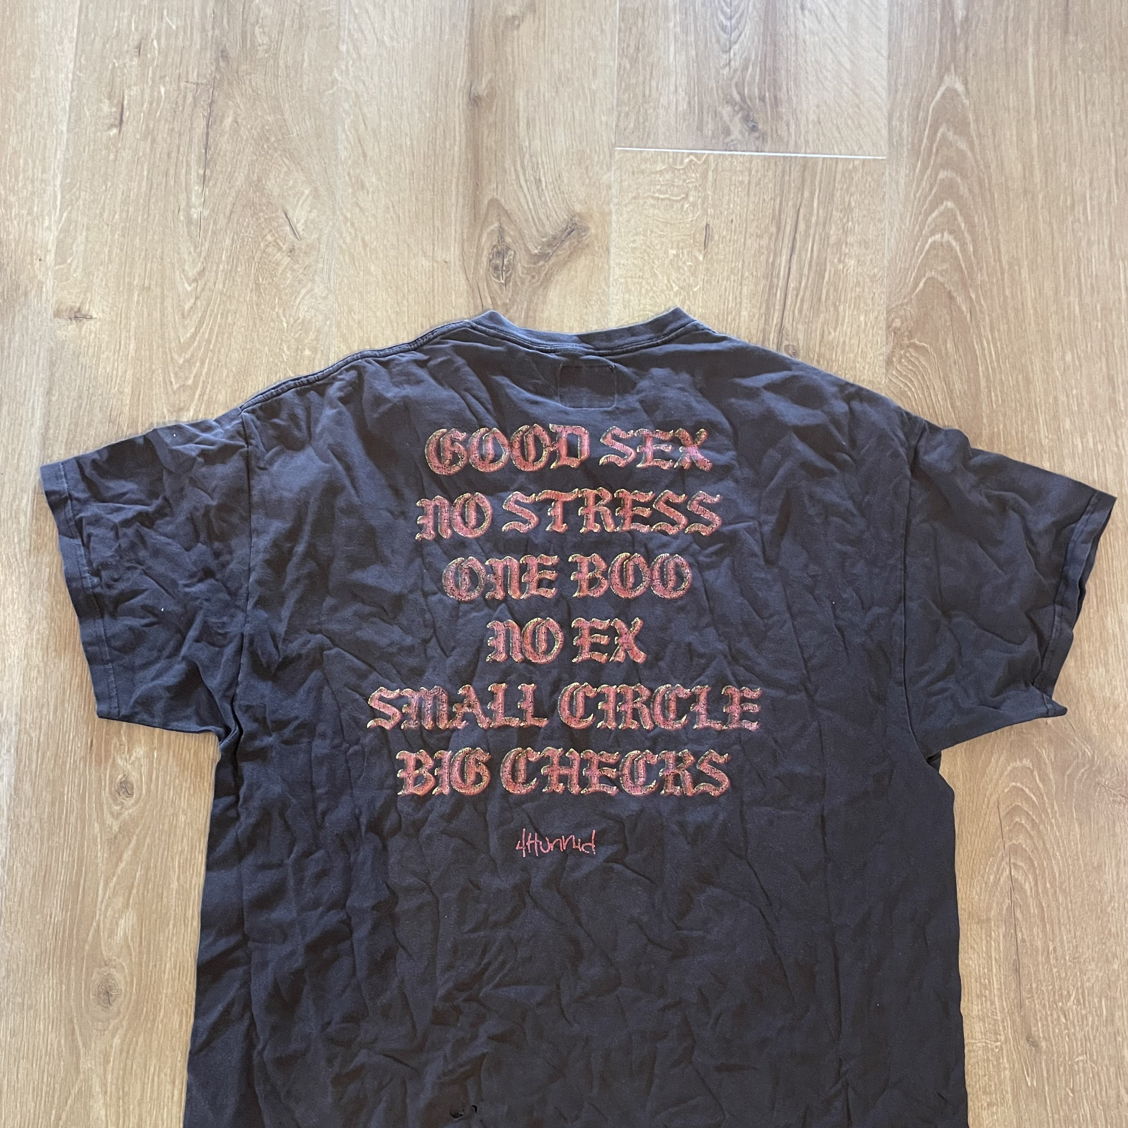 GOOD SEX
NO STRESS
ONE BOO
NO EX
SMALL CIRCLE
BIG CHECKS
4Hunnid